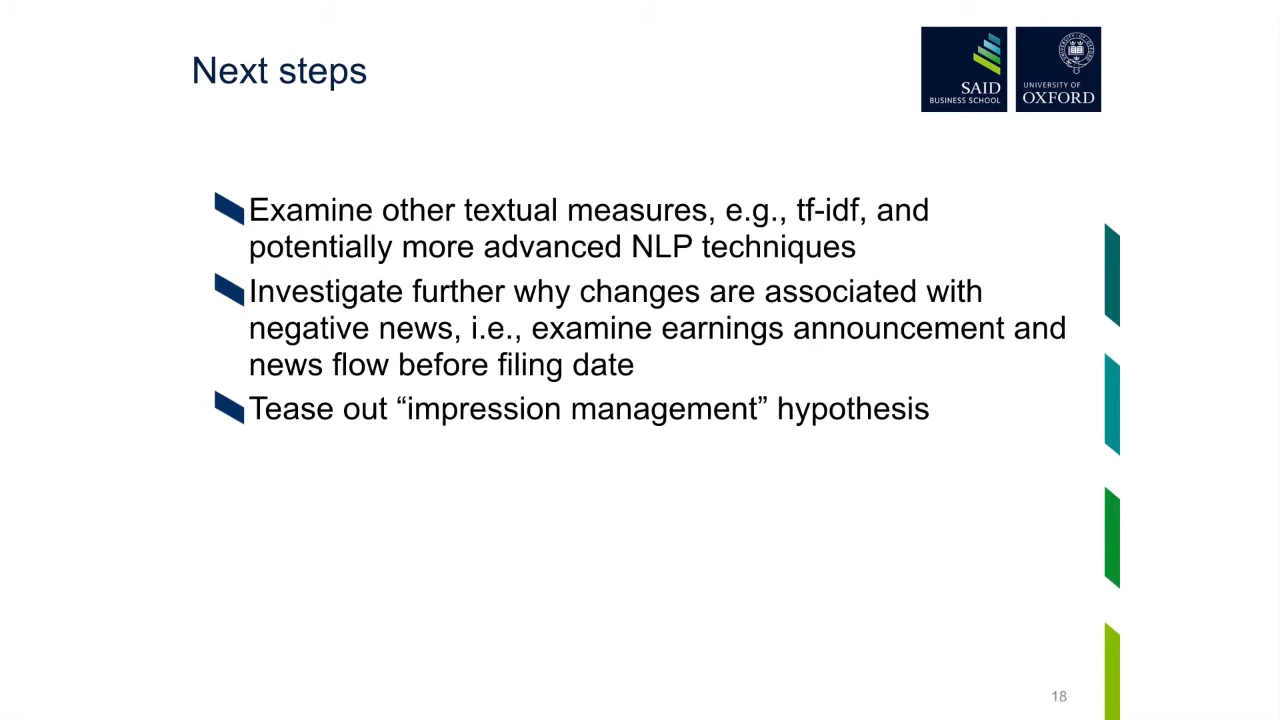 Next steps
SAID
BUSINESS SCHOOL
UNIVERSITY OF
OXFORD
Examine other textual measures, e.g., tf-idf, and
potentially more advanced NLP techniques
Investigate further why changes are associated with
negative news, i.e., examine earnings announcement and
news flow before filing date
Tease out “impression management” hypothesis
18